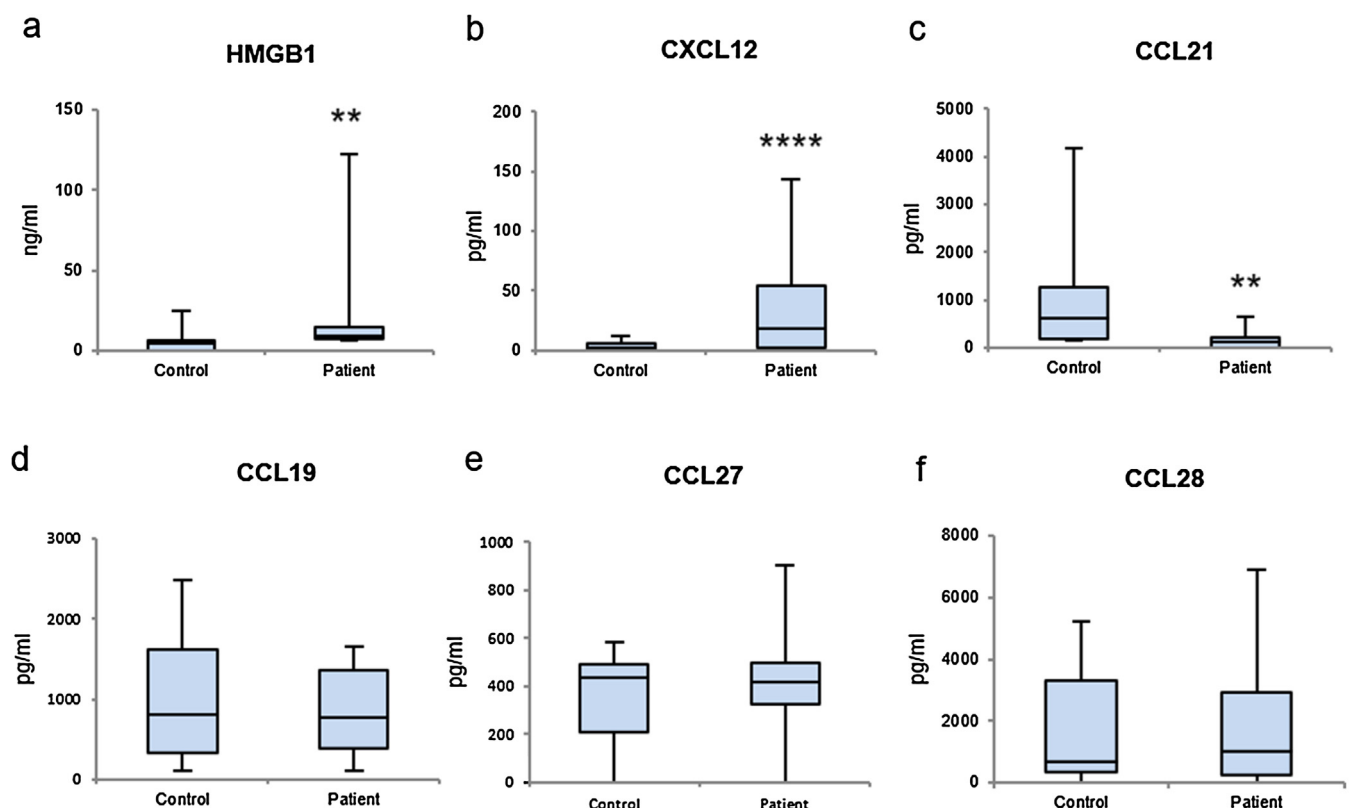 a
HMGB1
150
100
50
0
ng/ml
**
Control
Patient
b
CXCL12
200
150
100
50
0
pg/ml
****
Control
Patient
c
CCL21
5000
4000
3000
2000
1000
0
pg/ml
**
Control
Patient
d
CCL19
3000
2000
1000
0
pg/ml
Control
Patient
e
CCL27
1000
800
600
400
200
0
pg/ml
Control
Patient
f
CCL28
8000
6000
4000
2000
0
pg/ml
Control
Patient